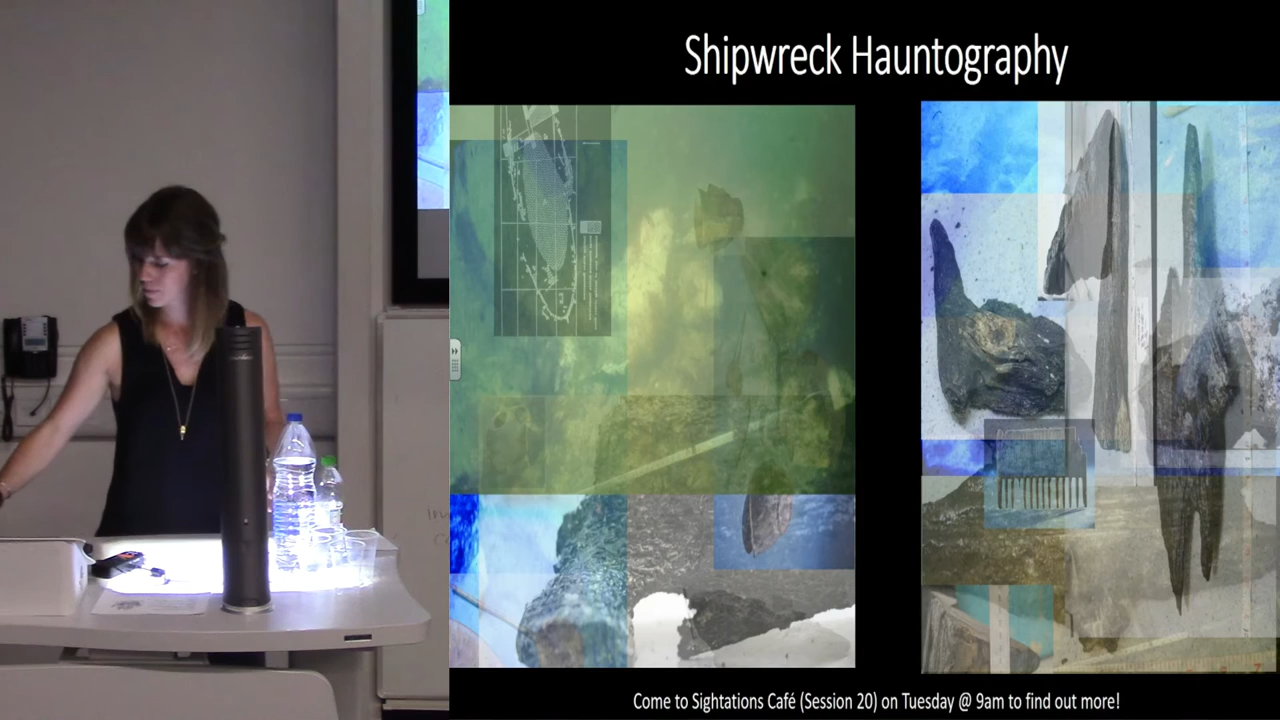 Shipwreck Hauntography
Come to Sightations Café (Session 20) on Tuesday @ 9am to find out more!